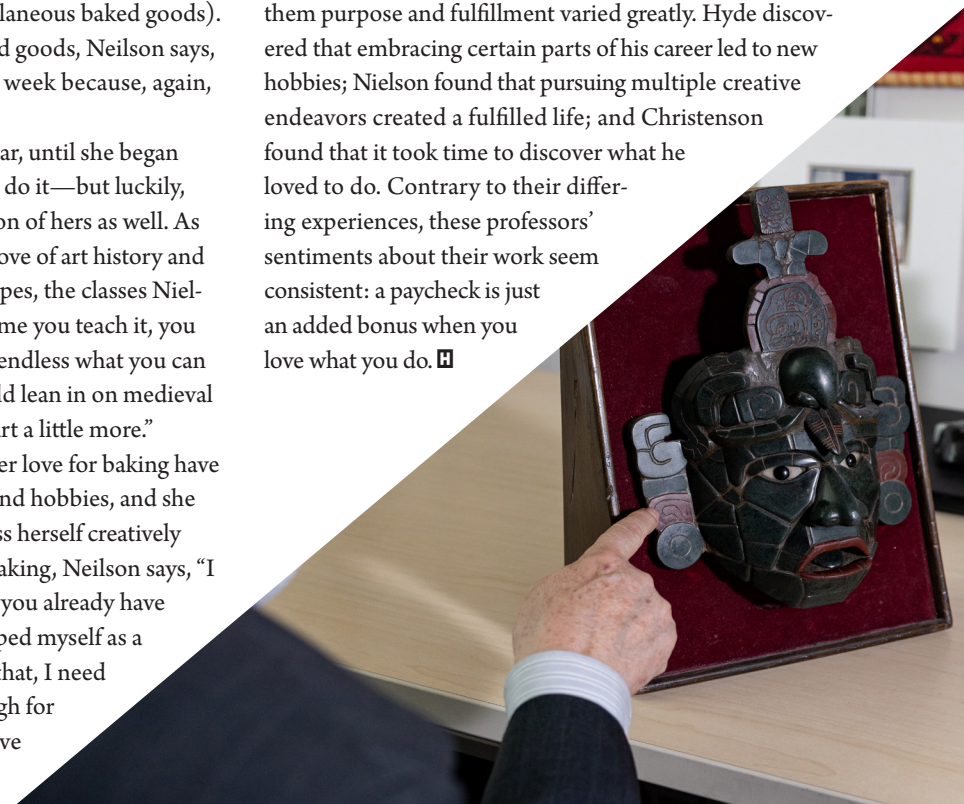 laneous baked goods).
d goods, Neilson says,
week because, again,
ar, until she began
do it—but luckily,
on of hers as well. As
ove of art history and
pes, the classes Niel-
me you teach it, you
endless what you can
ld lean in on medieval
rt a little more.”
er love for baking have
nd hobbies, and she
ss herself creatively
aking, Neilson says, “I
you already have
ped myself as a
that, I need
gh for
ve
them purpose and fulfillment varied greatly. Hyde discov-
ered that embracing certain parts of his career led to new
hobbies; Nielson found that pursuing multiple creative
endeavors created a fulfilled life; and Christenson
found that it took time to discover what he
loved to do. Contrary to their differ-
ing experiences, these professors’
sentiments about their work seem
consistent: a paycheck is just
an added bonus when you
love what you do. H